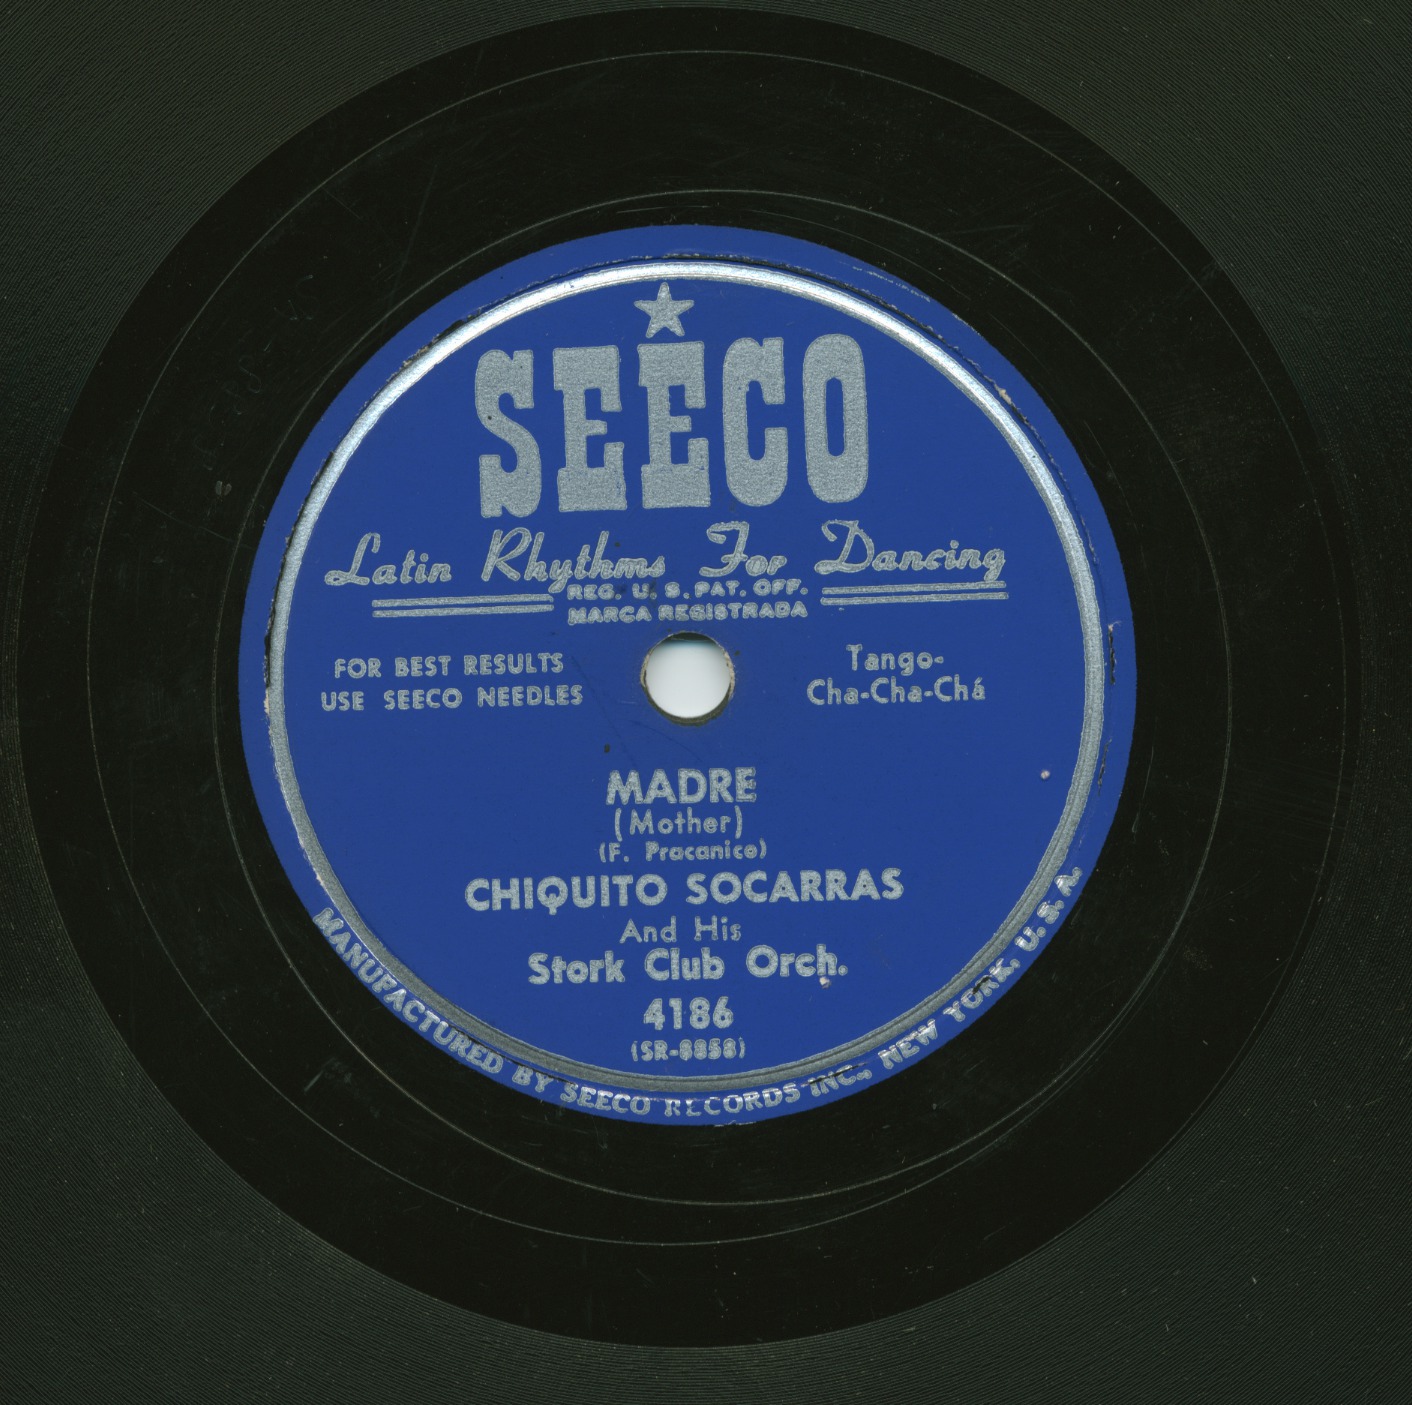 SEECO
Latin Rhythms For Dancing
REG. U. S. PAT. OFF.
MARCA REGISTRADA
FOR BEST RESULTS
USE SEECO NEEDLES
Tango-
Cha-Cha-Chá
MADRE
(Mother)
(F. Pracanico)
CHIQUITO SOCARRAS
And His
Stork Club Orch.
4186
(SR-8858)
MANUFACTURED BY SEECO RECORDS INC., NEW YORK, U. S. A.